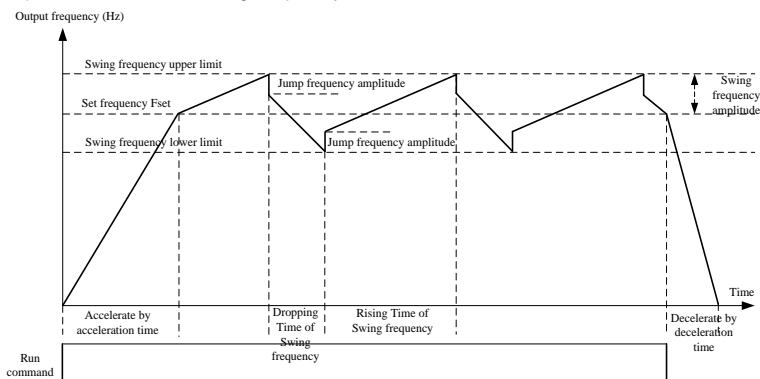 Output frequency (Hz)
Swing frequency upper limit
Jump frequency amplitude
Swing
frequency
amplitude
Set frequency Fset
Swing frequency lower limit
Jump frequency amplitude
Time
Accelerate by
acceleration time
Dropping
Time of
Swing
frequency
Rising Time of
Swing frequency
Decelerate by
deceleration
time
Run
command